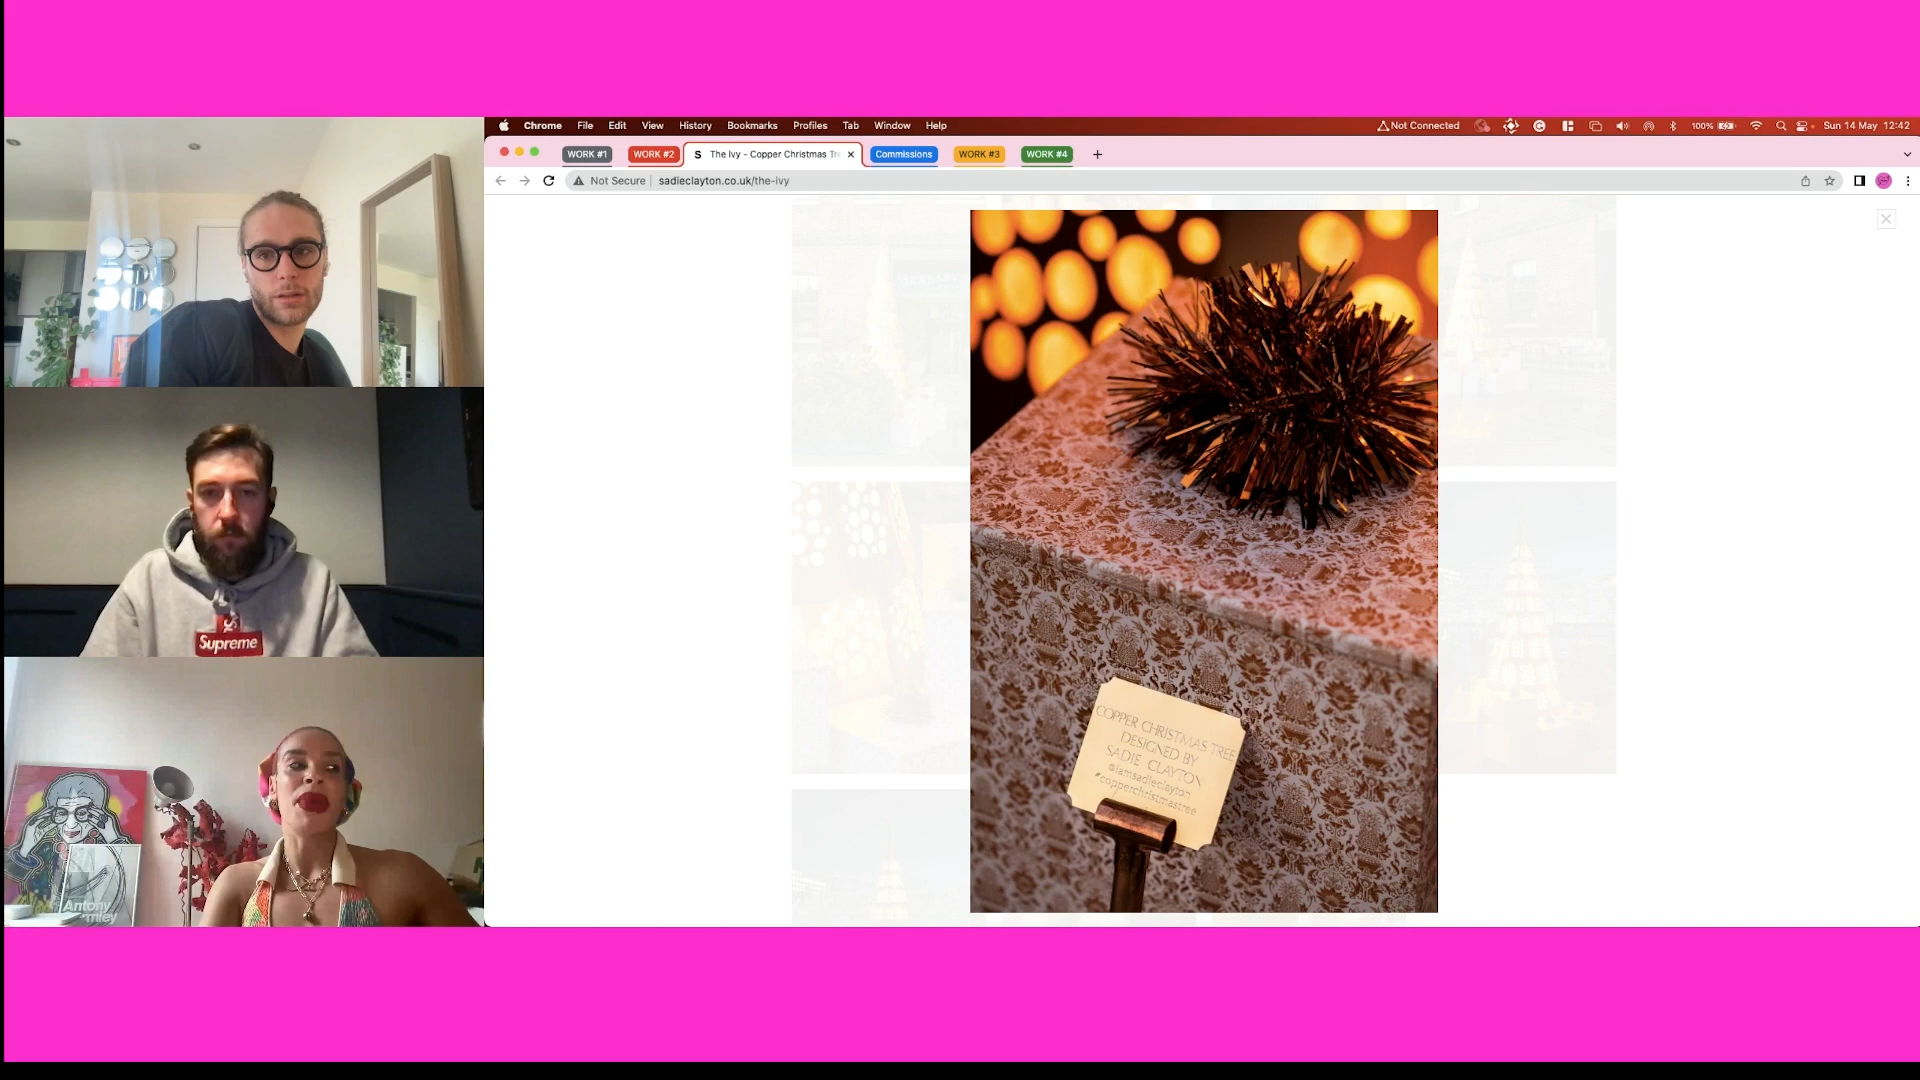 Chrome File Edit View History Bookmarks Profiles Tab Window Help
Not Connected 100% Sun 14 May 12:42
WORK #1 WORK #2 S The Ivy - Copper Christmas Tr Commissions WORK #3 WORK #4
Not Secure sadieclayton.co.uk/the-ivy
Supreme
COPPER CHRISTMAS TREE
DESIGNED BY
SADIE CLAYTON
@iamsadieclayton
#copperchristmastree
Antony